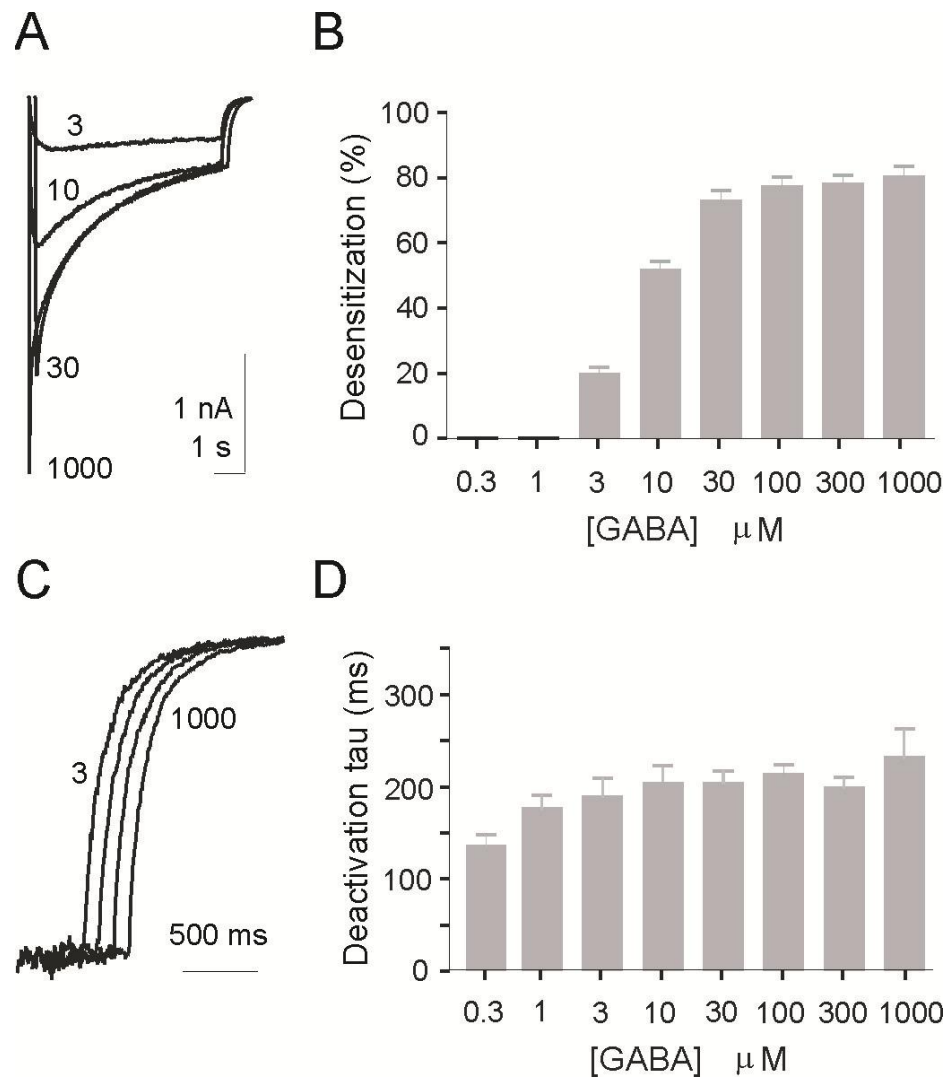 A
3
10
30
1000
1 nA
1 s
B
Desensitization (%)
100
80
60
40
20
0
0.3 1 3 10 30 100 300 1000
[GABA] μM
C
3
1000
500 ms
D
Deactivation tau (ms)
300
200
100
0
0.3 1 3 10 30 100 300 1000
[GABA] μM